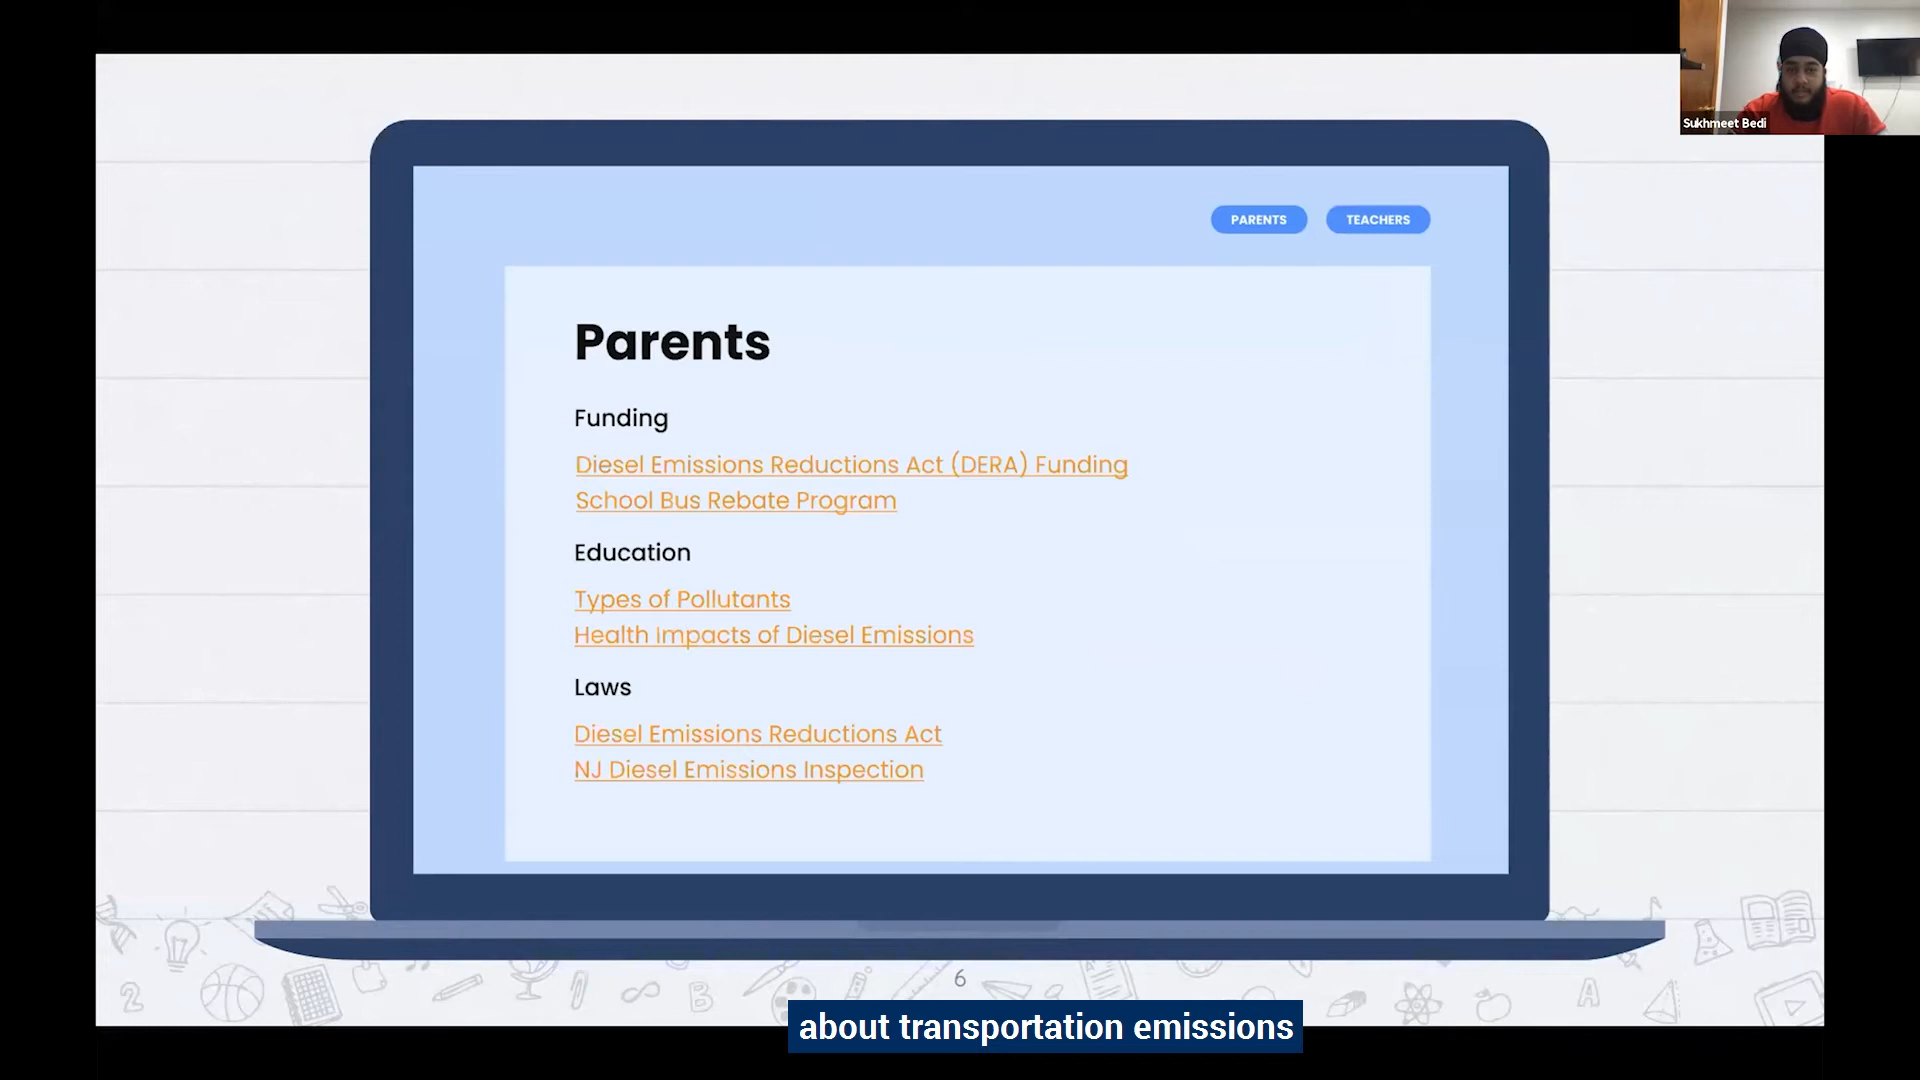 Sukhmeet Bedi
PARENTS
TEACHERS
Parents
Funding
Diesel Emissions Reductions Act (DERA) Funding
School Bus Rebate Program
Education
Types of Pollutants
Health Impacts of Diesel Emissions
Laws
Diesel Emissions Reductions Act
NJ Diesel Emissions Inspection
2
B
A
6
about transportation emissions